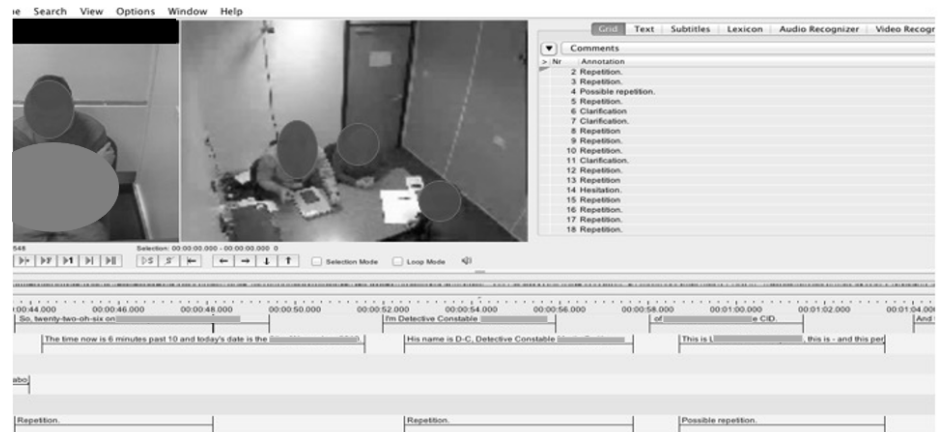 e Search View Options Window Help
Grid Text Subtitles Lexicon Audio Recognizer Video Recogr
Comments
> Nr Annotation
2 Repetition.
3 Repetition.
4 Possible repetition.
5 Repetition.
6 Clarification
7 Clarification.
8 Repetition
9 Repetition.
10 Repetition.
11 Clarification.
12 Repetition.
13 Repetition
14 Hesitation.
15 Repetition
16 Repetition.
17 Repetition.
18 Repetition.
548 Selection: 00:00:00.000 - 00:00:00.000 0
Selection Mode Loop Mode
00:00:44.000 00:00:46.000 00:00:48.000 00:00:50.000 00:00:52.000 00:00:54.000 00:00:56.000 00:00:58.000 00:01:00.000 00:01:02.000 00:01:04.000
So, twenty-two-oh-six on I'm Detective Constable of e CID. And
The time now is 6 minutes past 10 and today's date is the His name is D-C, Detective Constable This is L , this is - and this per
abo
Repetition. Repetition. Possible repetition.